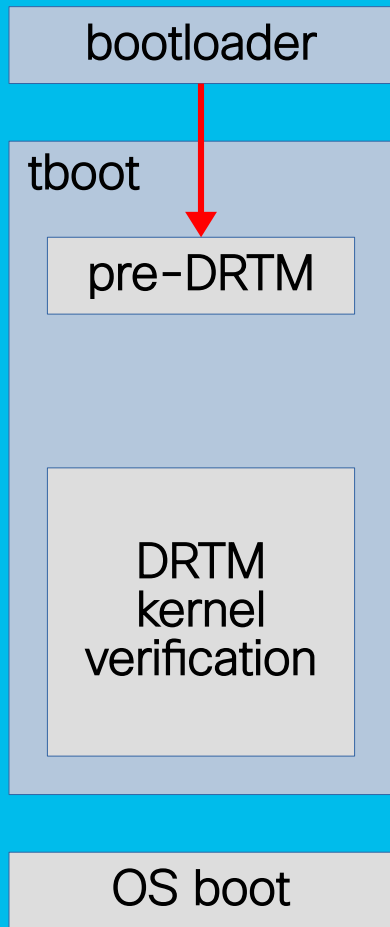 bootloader
tboot
pre-DRTM
DRTM
kernel
verification
OS boot